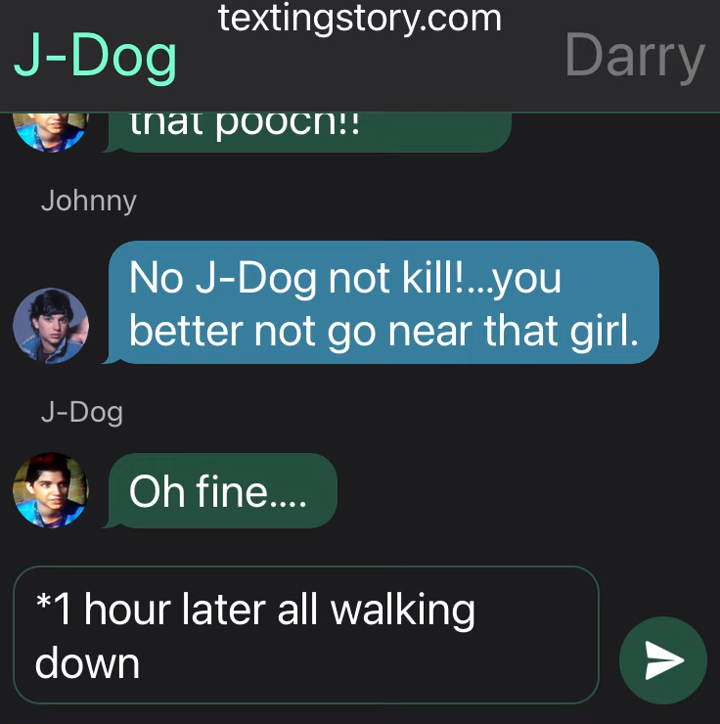 textingstory.com
J-Dog
Darry
that pooch!!
Johnny
No J-Dog not kill!...you
better not go near that girl.
J-Dog
Oh fine....
*1 hour later all walking
down